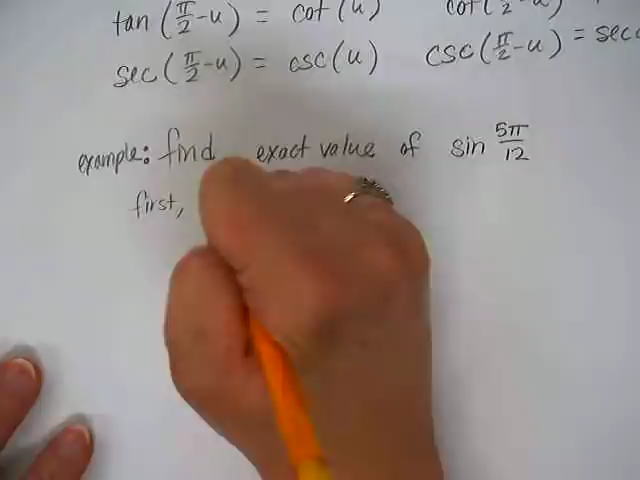 tan (π/2 - u) = cot (u)
sec (π/2 - u) = csc (u) csc (π/2 - u) = sec
example: find exact value of sin 5π/12
first,